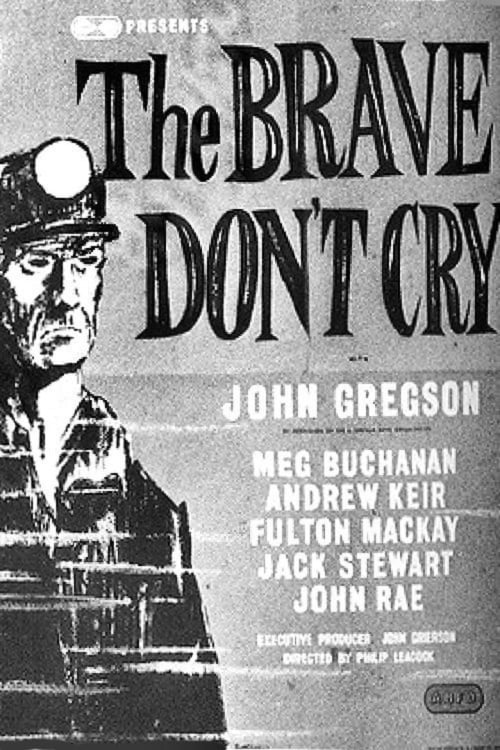 PRESENTS
The BRAVE
DON'T CRY
JOHN GREGSON
MEG BUCHANAN
ANDREW KEIR
FULTON MACKAY
JACK STEWART
JOHN RAE
EXECUTIVE PRODUCER JOHN GRIERSON
DIRECTED BY PHILIP LEACOCK